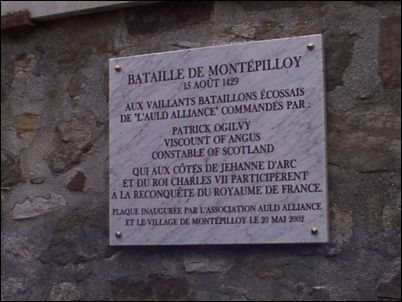 BATAILLE DE MONTÉPILLOY
15 AOÛT 1429
AUX VAILLANTS BATAILLONS ÉCOSSAIS
DE "L'AULD ALLIANCE" COMMANDES PAR :
PATRICK OGILVY
VISCOUNT OF ANGUS
CONSTABLE OF SCOTLAND
QUI AUX CÔTES DE JEHANNE D'ARC
ET DU ROI CHARLES VII PARTICIPÈRENT
À LA RECONQUÊTE DU ROYAUME DE FRANCE.
PLAQUE INAUGURÉE PAR L'ASSOCIATION AULD ALLIANCE
ET LE VILLAGE DE MONTÉPILLOY LE 20 MAI 2002